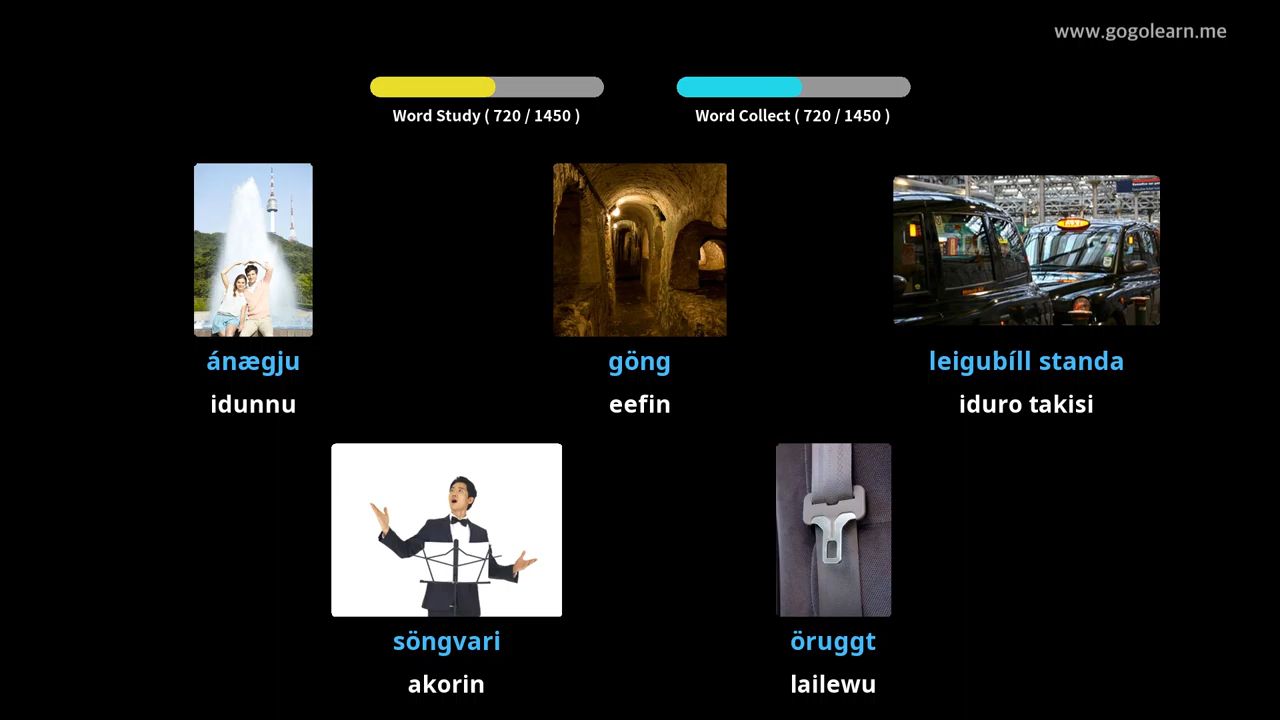 www.gogolearn.me
Word Study ( 720 / 1450 )
Word Collect ( 720 / 1450 )
ánægju
göng
leigubíll standa
idunnu
eefin
iduro takisi
söngvari
öruggt
akorin
lailewu